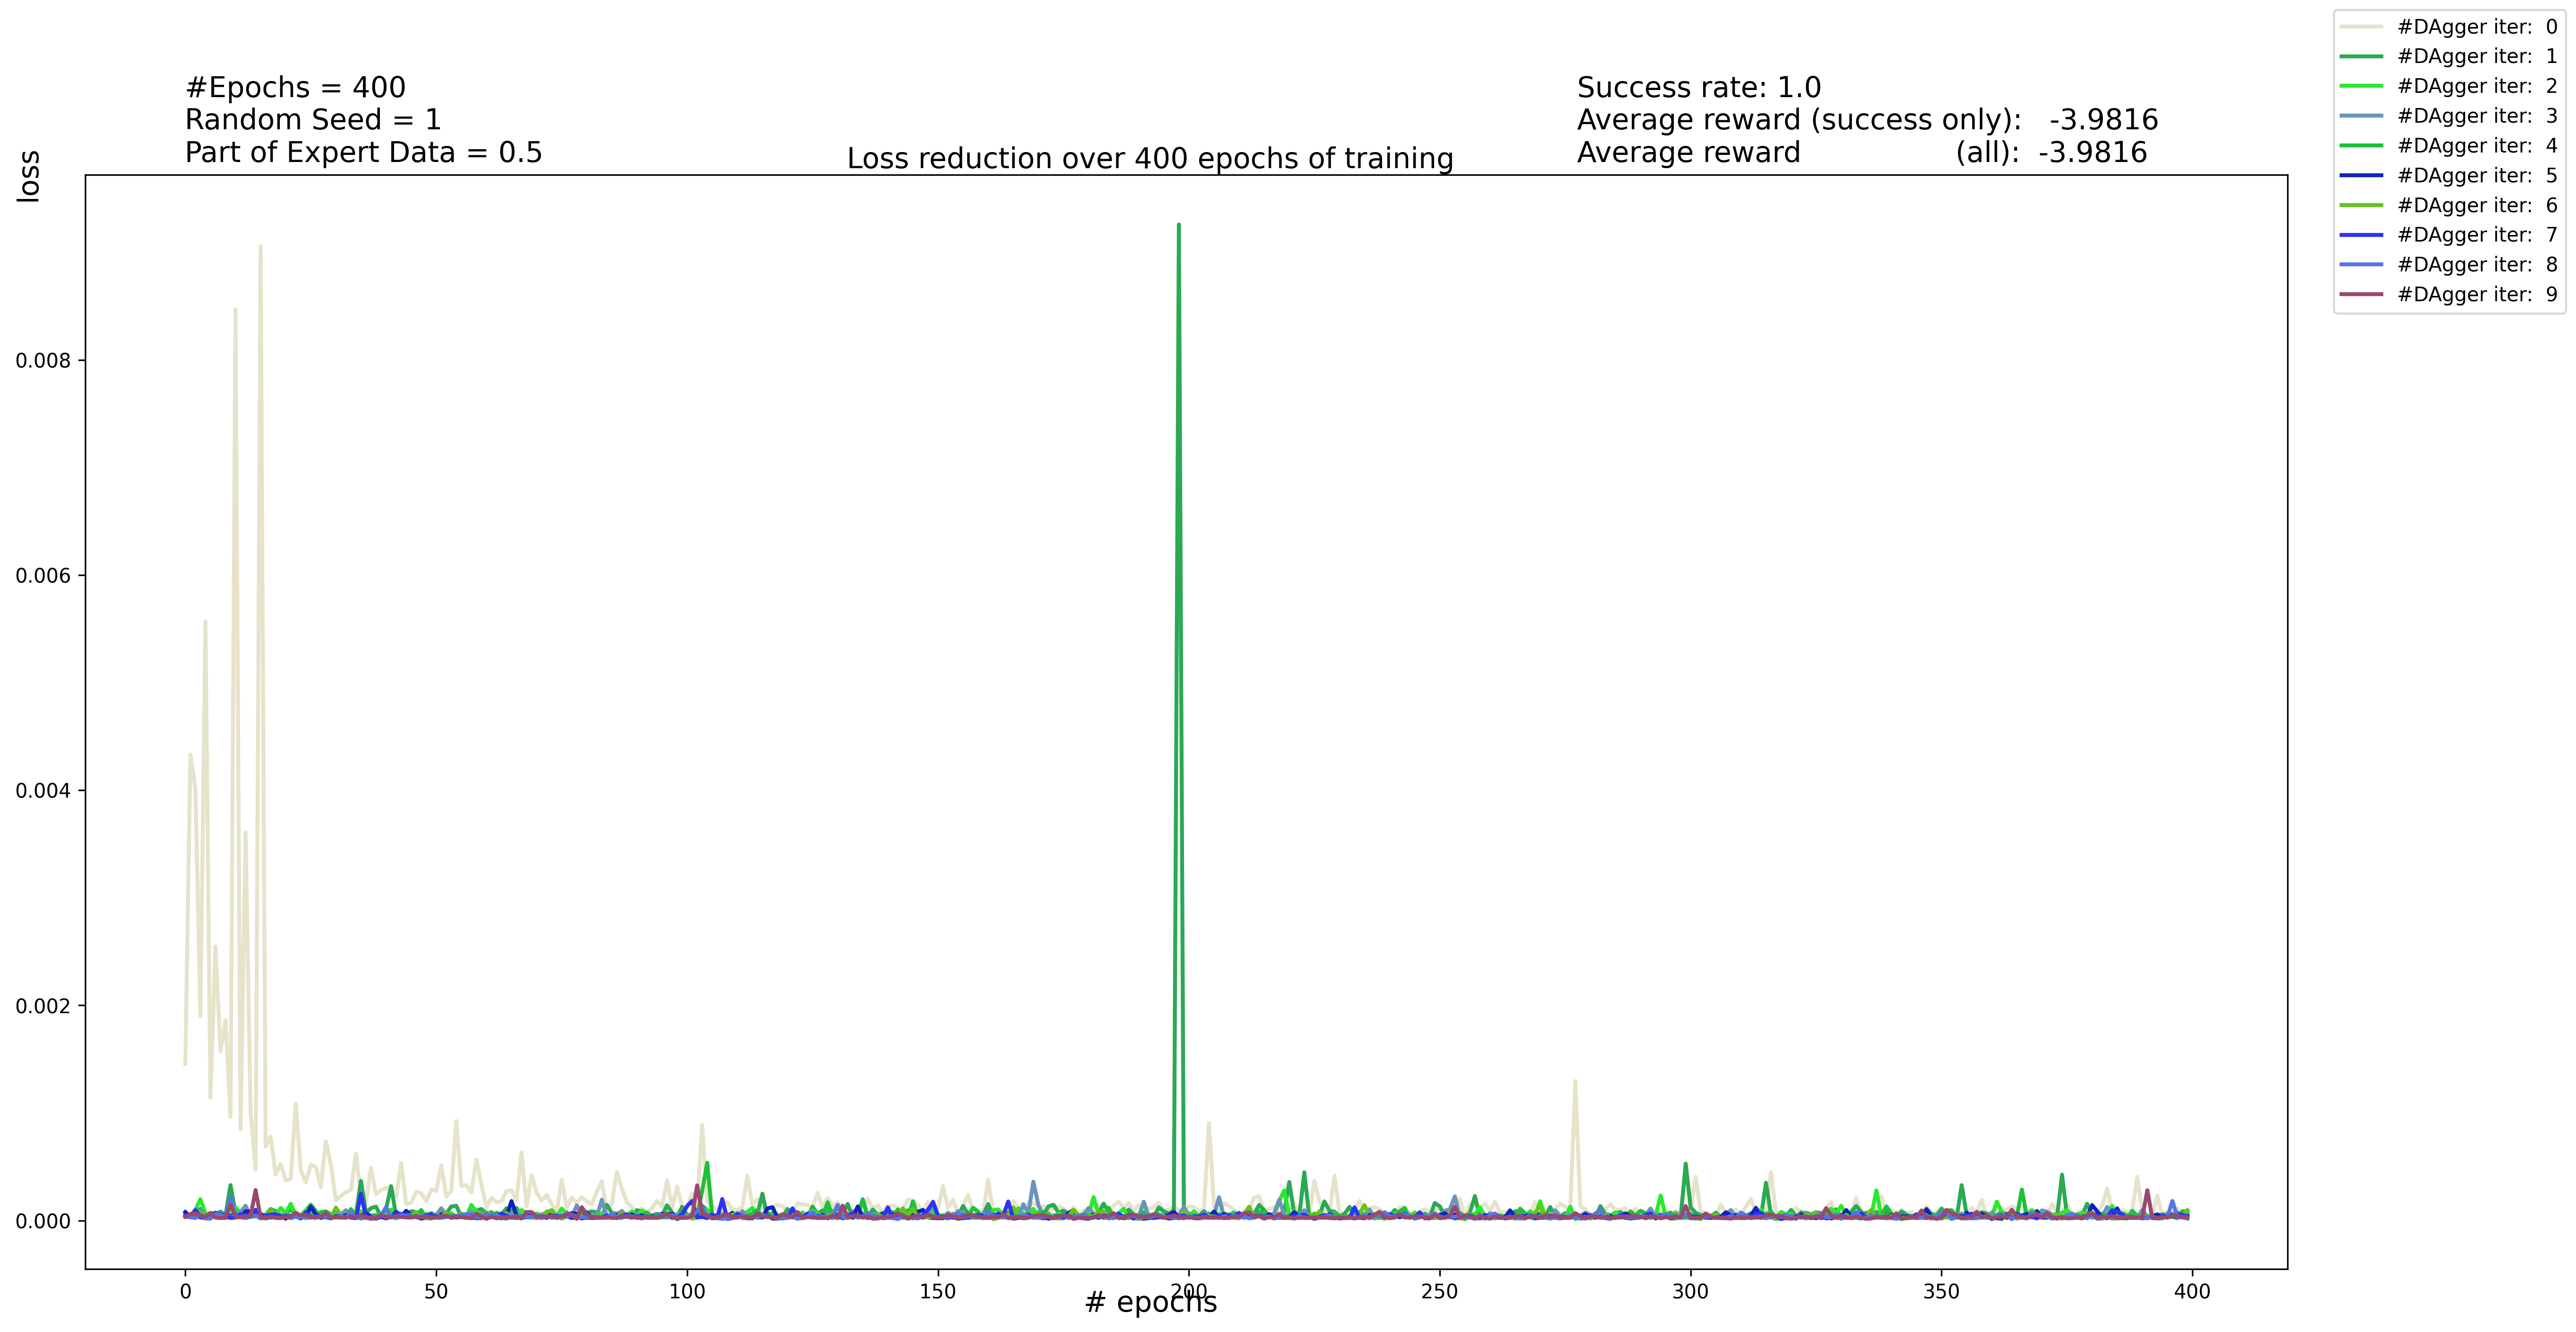 #Epochs = 400
Random Seed = 1
Part of Expert Data = 0.5
Success rate: 1.0
Average reward (success only): -3.9816
Average reward (all): -3.9816
Loss reduction over 400 epochs of training
loss
0.008
0.006
0.004
0.002
0.000
0
50
100
150
200
250
300
350
400
# epochs
#DAgger iter: 0
#DAgger iter: 1
#DAgger iter: 2
#DAgger iter: 3
#DAgger iter: 4
#DAgger iter: 5
#DAgger iter: 6
#DAgger iter: 7
#DAgger iter: 8
#DAgger iter: 9